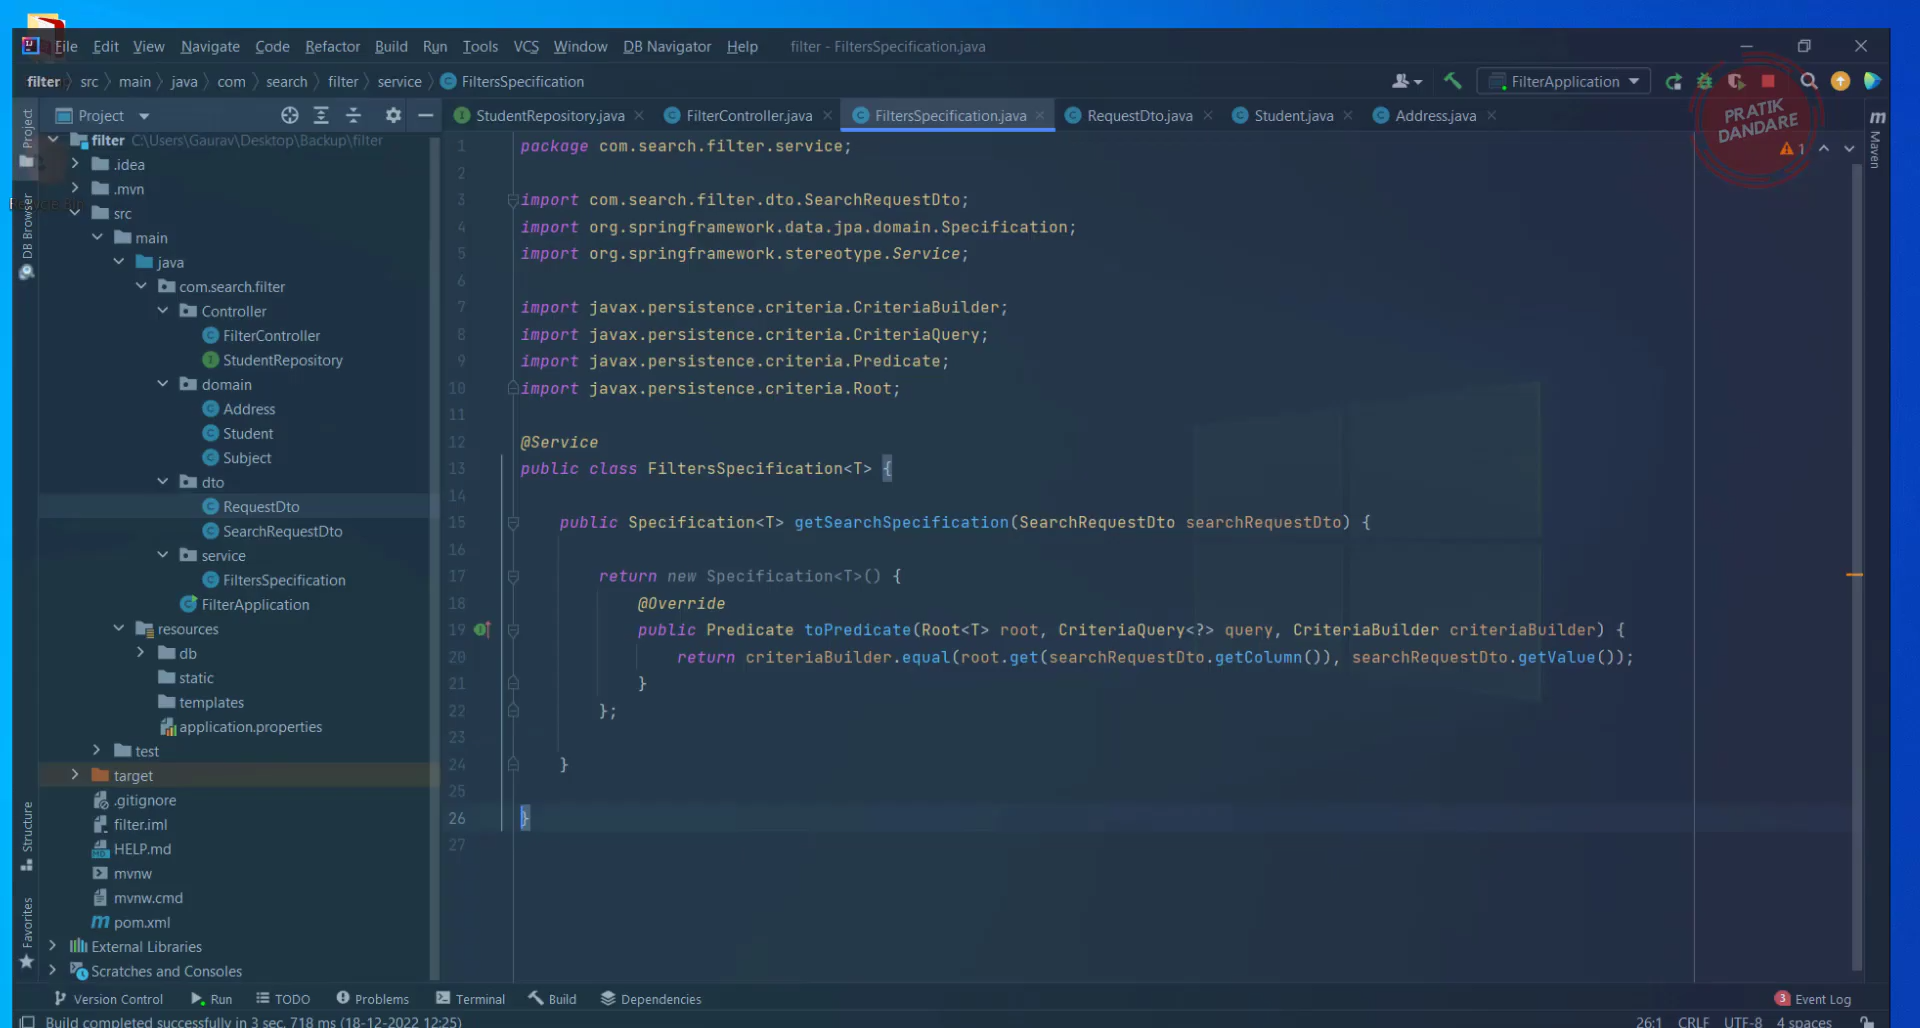 File Edit View Navigate Code Refactor Build Run Tools VCS Window DB Navigator Help filter - FiltersSpecification.java
filter src main java com search filter service FiltersSpecification
FilterApplication
PRATIK
DANDARE
Project
StudentRepository.java FilterController.java FiltersSpecification.java RequestDto.java Student.java Address.java
Project
DB Browser
Structure
Favorites
Maven
1
filter C:\Users\Gaurav\Desktop\Backup\filter
.idea
.mvn
src
main
java
com.search.filter
Controller
FilterController
StudentRepository
domain
Address
Student
Subject
dto
RequestDto
SearchRequestDto
service
FiltersSpecification
FilterApplication
resources
db
static
templates
application.properties
test
target
.gitignore
filter.iml
HELP.md
mvnw
mvnw.cmd
pom.xml
External Libraries
Scratches and Consoles
1 package com.search.filter.service;
2
3 import com.search.filter.dto.SearchRequestDto;
4 import org.springframework.data.jpa.domain.Specification;
5 import org.springframework.stereotype.Service;
6
7 import javax.persistence.criteria.CriteriaBuilder;
8 import javax.persistence.criteria.CriteriaQuery;
9 import javax.persistence.criteria.Predicate;
10 import javax.persistence.criteria.Root;
11
12 @Service
13 public class FiltersSpecification<T> {
14
15 public Specification<T> getSearchSpecification(SearchRequestDto searchRequestDto) {
16
17 return new Specification<T>() {
18 @Override
19 public Predicate toPredicate(Root<T> root, CriteriaQuery<?> query, CriteriaBuilder criteriaBuilder) {
20 return criteriaBuilder.equal(root.get(searchRequestDto.getColumn()), searchRequestDto.getValue());
21 }
22 };
23
24 }
25
26 }
27
Version Control Run TODO Problems Terminal Build Dependencies 3 Event Log
Build completed successfully in 3 sec, 718 ms (18-12-2022 12:25) 26:1 CRLF UTF-8 4 spaces